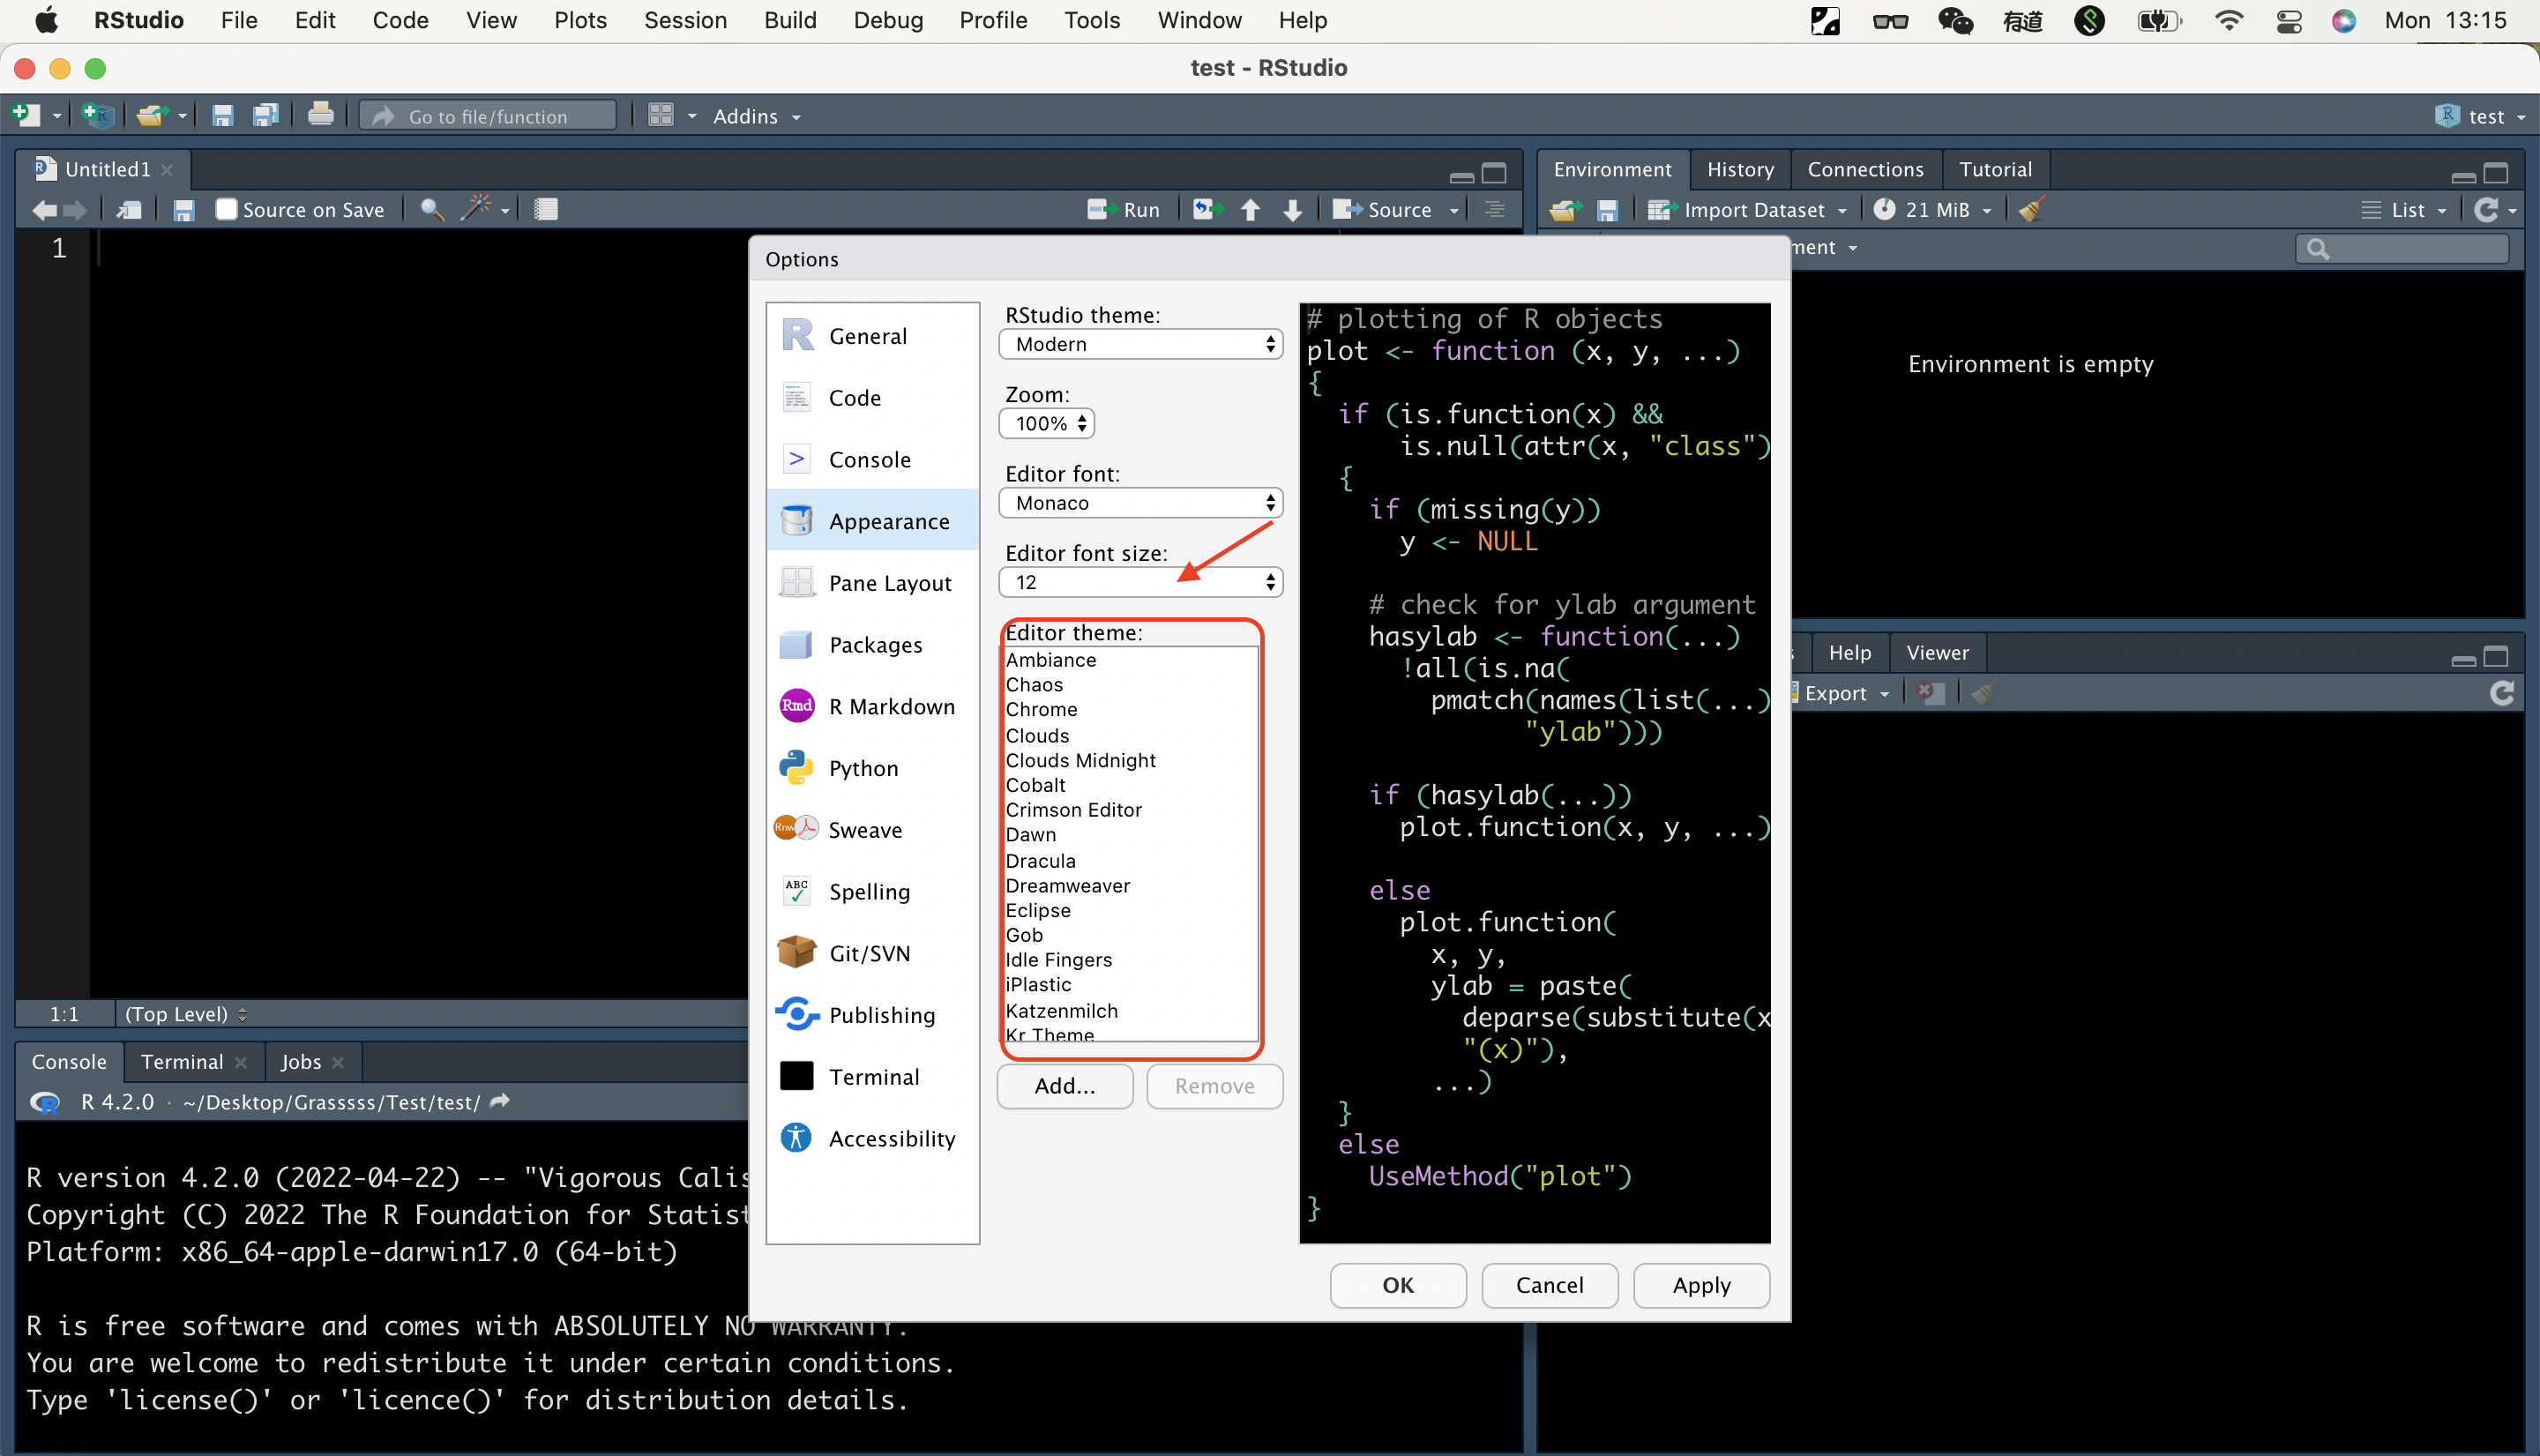 RStudio File Edit Code View Plots Session Build Debug Profile Tools Window Help 有道 Mon 13:15
test - RStudio
Go to file/function Addins test
Untitled1
Source on Save Run Source
1
Environment History Connections Tutorial
Import Dataset 21 MiB List
ment
Environment is empty
Options
General
Code
Console
Appearance
Pane Layout
Packages
Rmd R Markdown
Python
Rnw Sweave
ABC Spelling
Git/SVN
Publishing
Terminal
Accessibility
RStudio theme:
Modern
Zoom:
100%
Editor font:
Monaco
Editor font size:
12
Editor theme:
Ambiance
Chaos
Chrome
Clouds
Clouds Midnight
Cobalt
Crimson Editor
Dawn
Dracula
Dreamweaver
Eclipse
Gob
Idle Fingers
iPlastic
Katzenmilch
Kr Theme
Add... Remove
# plotting of R objects
plot <- function (x, y, ...)
{
if (is.function(x) &&
is.null(attr(x, "class")
{
if (missing(y))
y <- NULL
# check for ylab argument
hasylab <- function(...)
!all(is.na(
pmatch(names(list(...)
"ylab")))
if (hasylab(...))
plot.function(x, y, ...)
else
plot.function(
x, y,
ylab = paste(
deparse(substitute(x
"(x)"),
...)
}
else
UseMethod("plot")
}
OK Cancel Apply
s Help Viewer
Export
1:1 (Top Level)
Console Terminal Jobs
R 4.2.0 · ~/Desktop/Grasssss/Test/test/
R version 4.2.0 (2022-04-22) -- "Vigorous Calis
Copyright (C) 2022 The R Foundation for Statist
Platform: x86_64-apple-darwin17.0 (64-bit)
R is free software and comes with ABSOLUTELY NO WARRANTY.
You are welcome to redistribute it under certain conditions.
Type 'license()' or 'licence()' for distribution details.